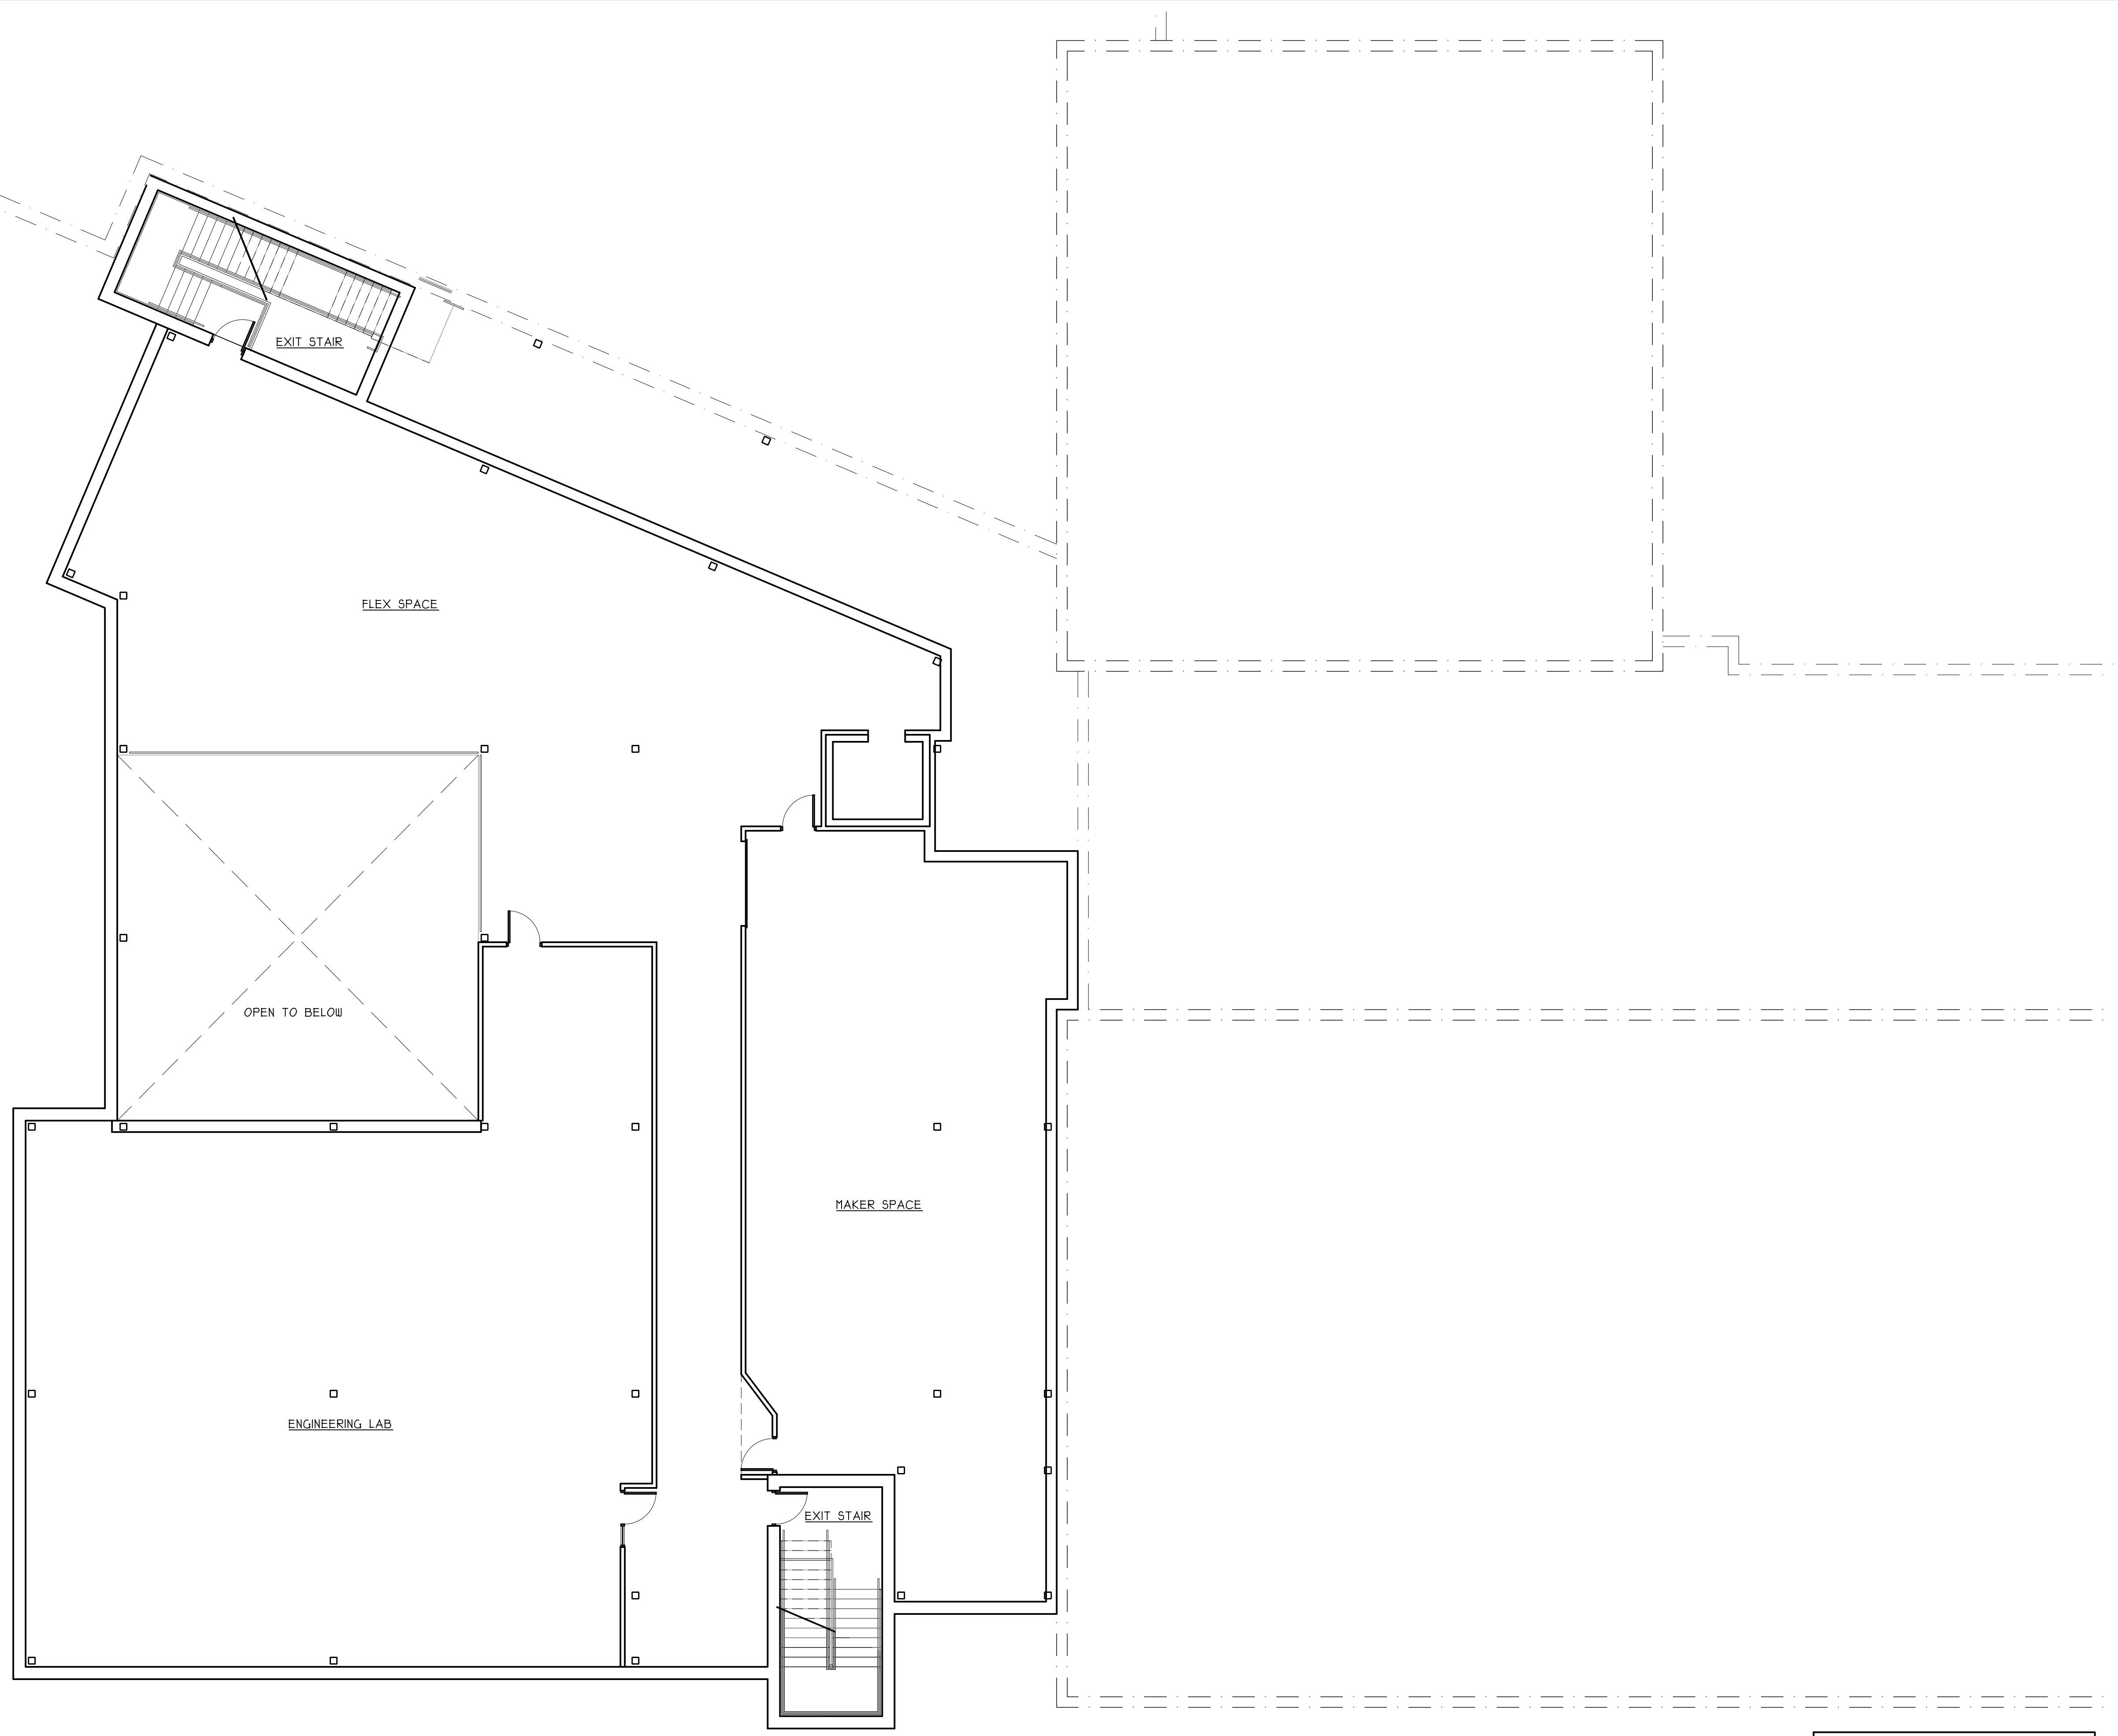 EXIT STAIR
FLEX SPACE
OPEN TO BELOW
MAKER SPACE
ENGINEERING LAB
EXIT STAIR